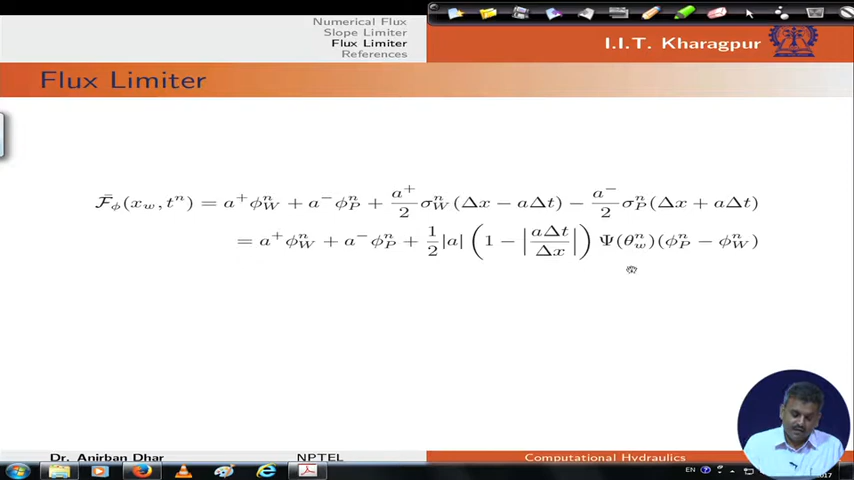 Numerical Flux
Slope Limiter
Flux Limiter
References
I.I.T. Kharagpur
Flux Limiter
$\bar{\mathcal{F}}_\phi(x_w, t^n) = a^+\phi_W^n + a^-\phi_P^n + \frac{a^+}{2}\sigma_W^n(\Delta x - a\Delta t) - \frac{a^-}{2}\sigma_P^n(\Delta x + a\Delta t)$
$= a^+\phi_W^n + a^-\phi_P^n + \frac{1}{2}|a|\left(1 - \left|\frac{a\Delta t}{\Delta x}\right|\right)\Psi(\theta_w^n)(\phi_P^n - \phi_W^n)$
Dr. Anirban Dhar NPTEL Computational Hydraulics
EN